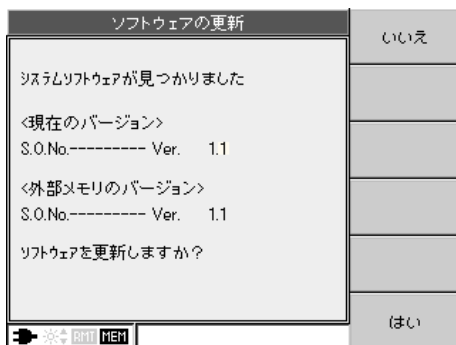 ソフトウェアの更新
いいえ
システムソフトウェアが見つかりました
<現在のバージョン>
S.O.No.--------- Ver. 1.1
<外部メモリのバージョン>
S.O.No.--------- Ver. 1.1
ソフトウェアを更新しますか?
はい
RMT MEM